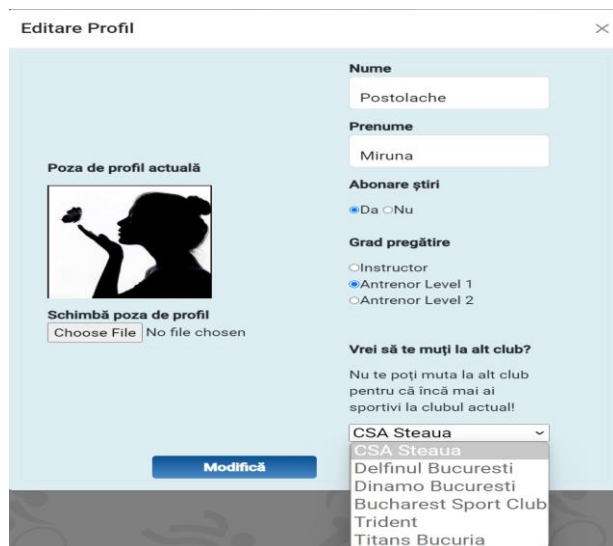 Editare Profil
×
Poza de profil actuală
Schimbă poza de profil
Choose File No file chosen
Nume
Postolache
Prenume
Miruna
Abonare știri
Da Nu
Grad pregătire
Instructor
Antrenor Level 1
Antrenor Level 2
Vrei să te muți la alt club?
Nu te poți muta la alt club
pentru că încă mai ai
sportivi la clubul actual!
CSA Steaua
CSA Steaua
Delfinul Bucuresti
Dinamo Bucuresti
Bucharest Sport Club
Trident
Titans Bucuria
Modifică